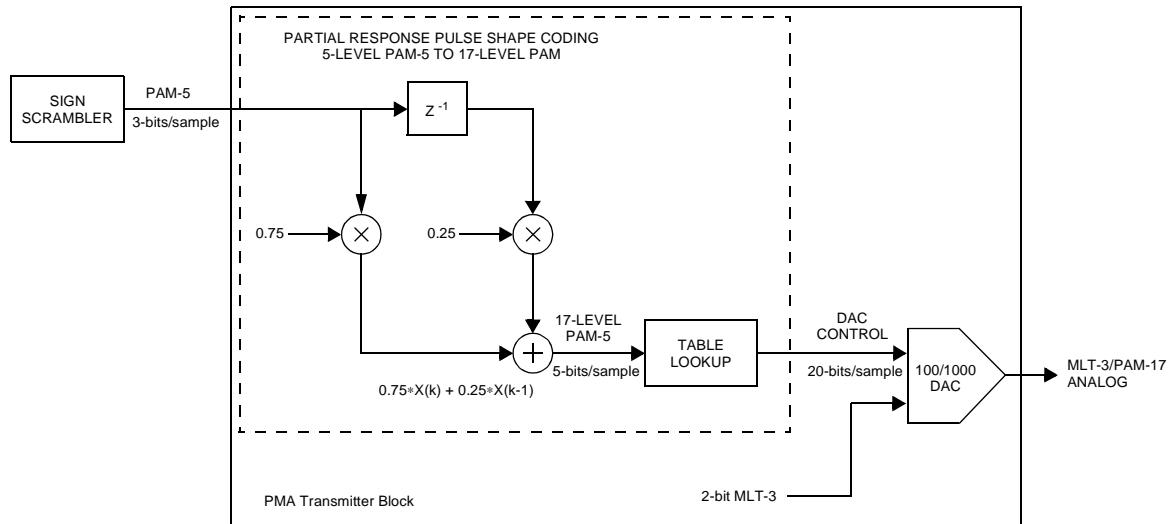 PARTIAL RESPONSE PULSE SHAPE CODING
5-LEVEL PAM-5 TO 17-LEVEL PAM
SIGN
SCRAMBLER
PAM-5
3-bits/sample
Z -1
0.75
×
0.25
×
+
0.75*X(k) + 0.25*X(k-1)
17-LEVEL
PAM-5
5-bits/sample
TABLE
LOOKUP
DAC
CONTROL
20-bits/sample
100/1000
DAC
MLT-3/PAM-17
ANALOG
2-bit MLT-3
PMA Transmitter Block